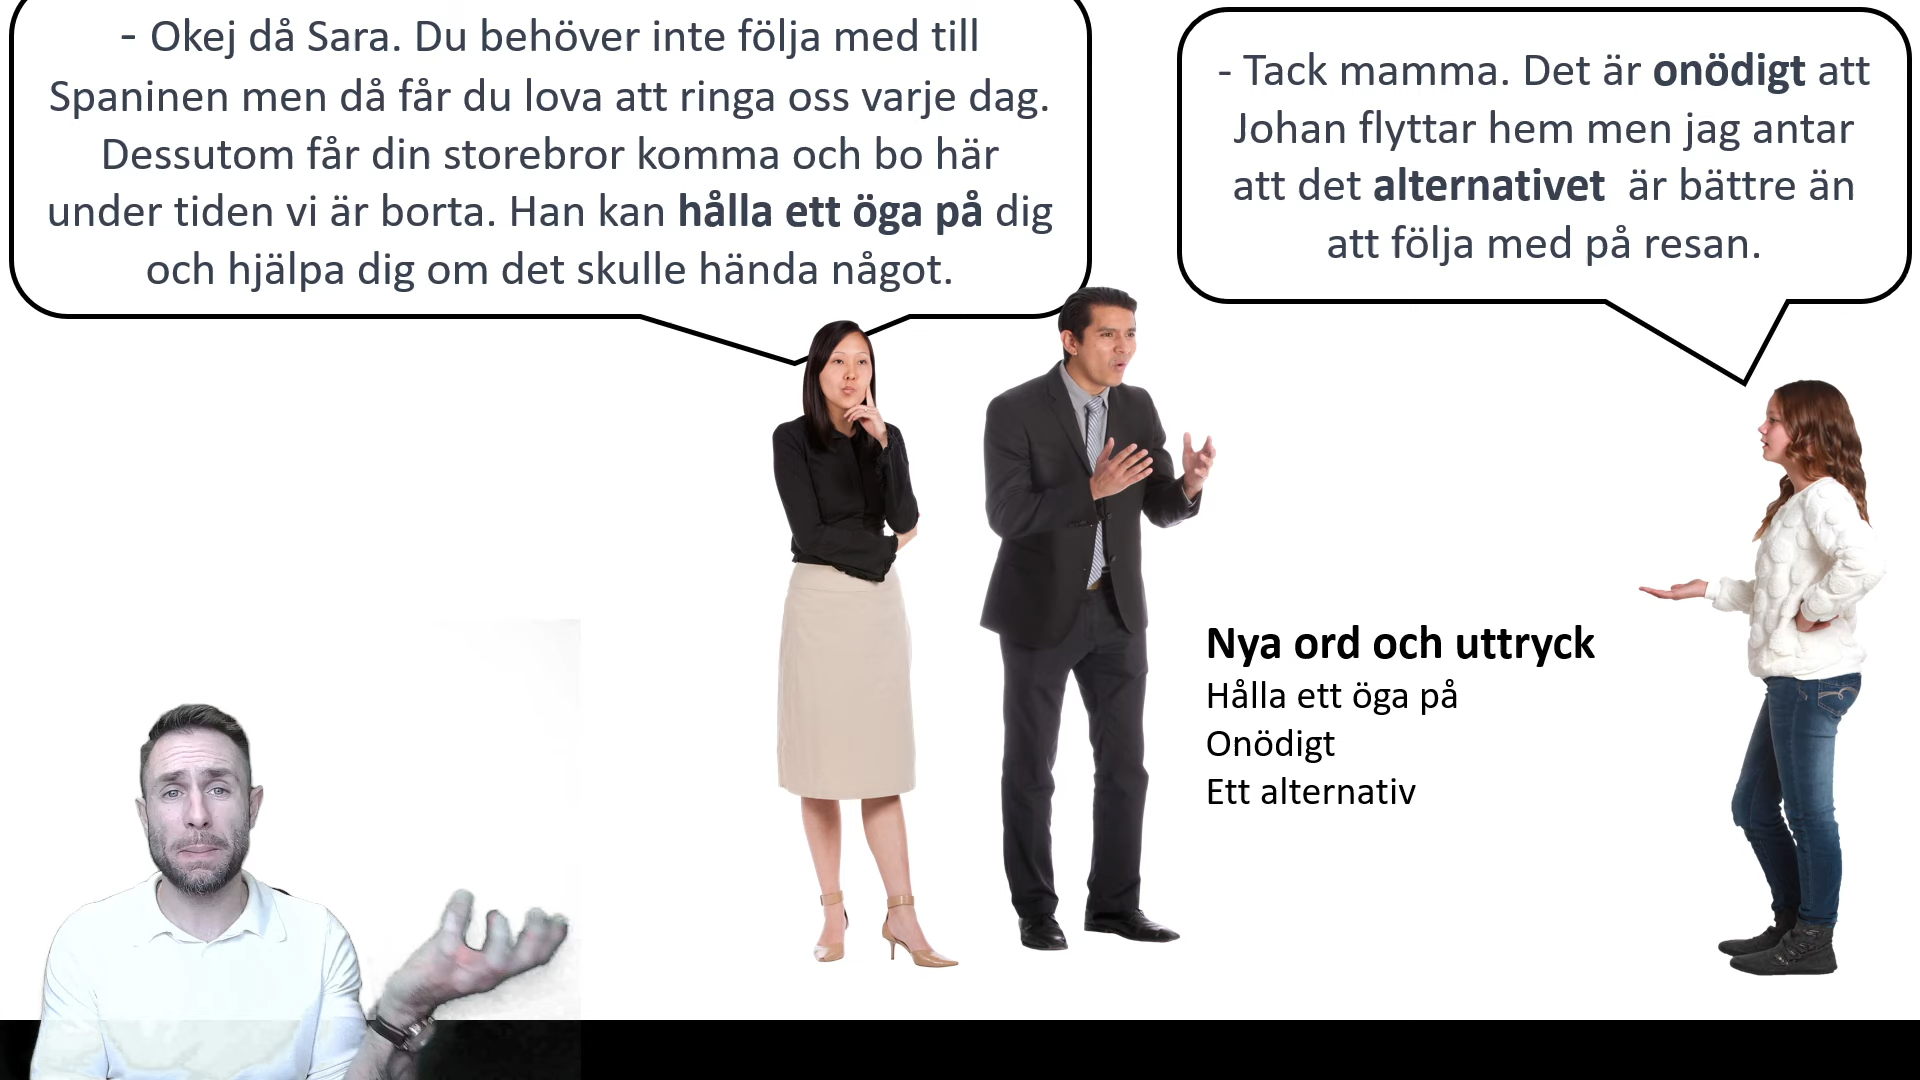 - Okej då Sara. Du behöver inte följa med till
Spaninen men då får du lova att ringa oss varje dag.
Dessutom får din storebror komma och bo här
under tiden vi är borta. Han kan hålla ett öga på dig
och hjälpa dig om det skulle hända något.
- Tack mamma. Det är onödigt att
Johan flyttar hem men jag antar
att det alternativet  är bättre än
att följa med på resan.
Nya ord och uttryck
Hålla ett öga på
Onödigt
Ett alternativ